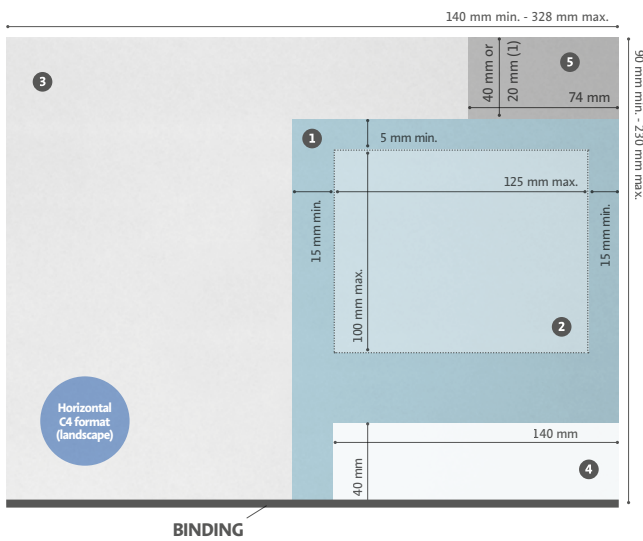 140 mm min. - 328 mm max.
3
40 mm or
20 mm (1)
5
74 mm
90 mm min. - 230 mm max.
1
5 mm min.
125 mm max.
15 mm min.
15 mm min.
100 mm max.
2
Horizontal
C4 format
(landscape)
140 mm
40 mm
4
BINDING